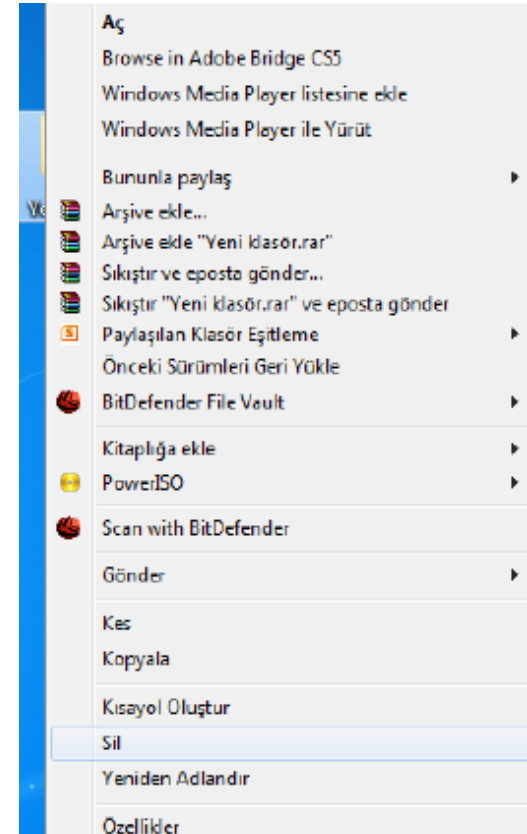 Aç
Browse in Adobe Bridge CS5
Windows Media Player listesine ekle
Windows Media Player ile Yürüt
Bununla paylaş
Arşive ekle...
Arşive ekle "Yeni klasör.rar"
Sıkıştır ve eposta gönder...
Sıkıştır "Yeni klasör.rar" ve eposta gönder
Paylaşılan Klasör Eşitleme
Önceki Sürümleri Geri Yükle
BitDefender File Vault
Kitaplığa ekle
PowerISO
Scan with BitDefender
Gönder
Kes
Kopyala
Kısayol Oluştur
Sil
Yeniden Adlandır
Özellikler